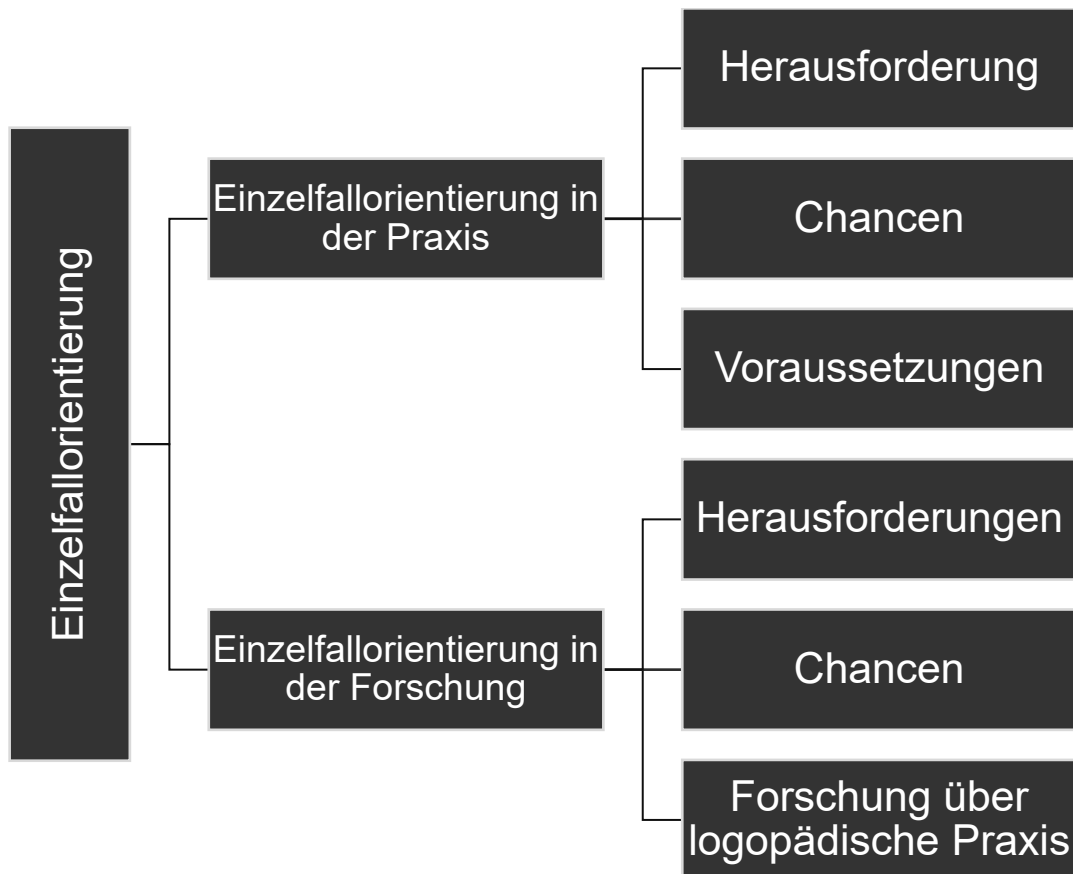 Einzelfallorientierung
Einzelfallorientierung in
der Praxis
Herausforderung
Chancen
Voraussetzungen
Einzelfallorientierung in
der Forschung
Herausforderungen
Chancen
Forschung über
logopädische Praxis